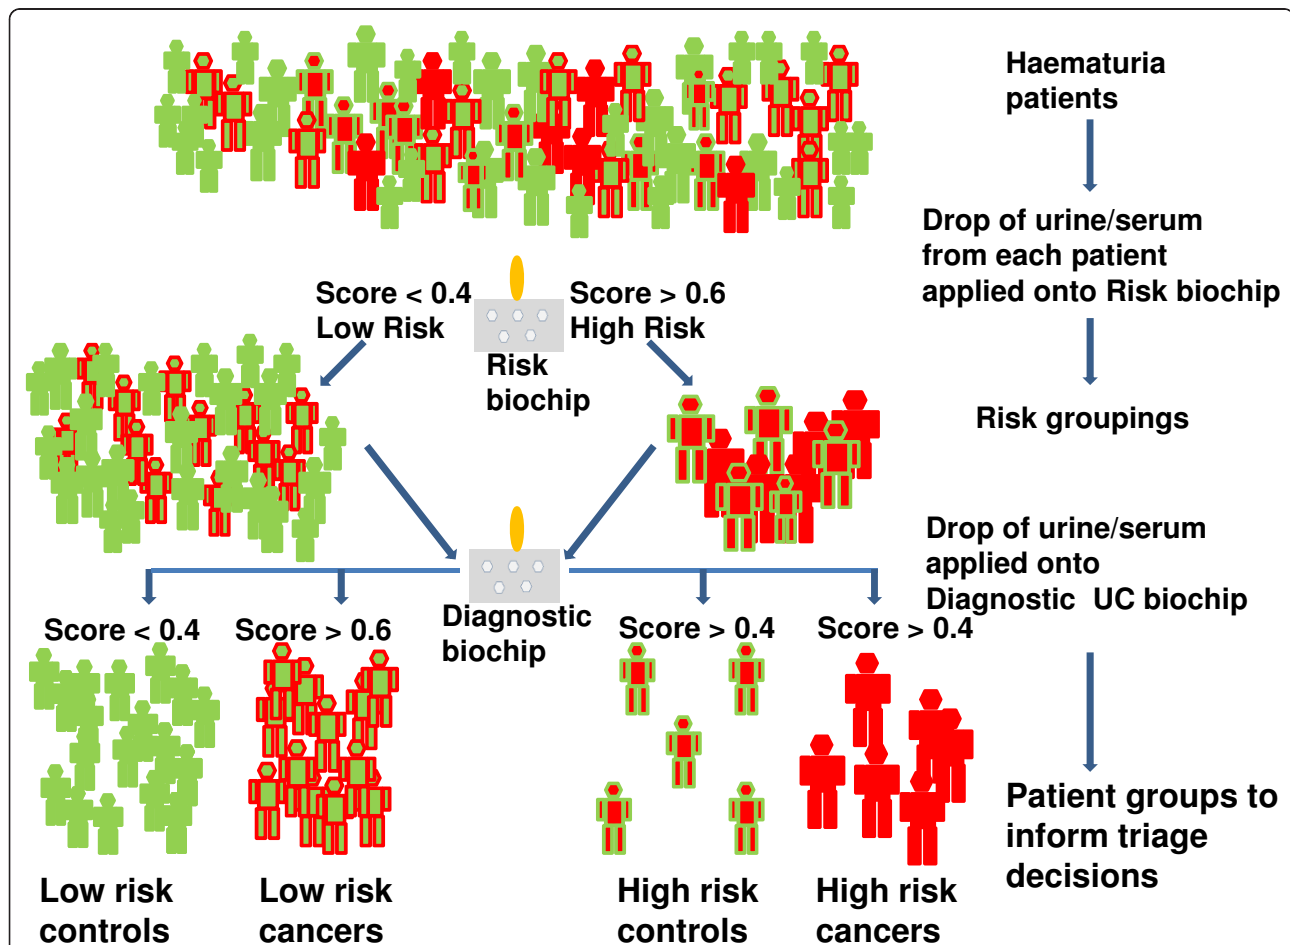 Haematuria
patients
Drop of urine/serum
from each patient
applied onto Risk biochip
Score < 0.4
Low Risk
Score > 0.6
High Risk
Risk
biochip
Risk groupings
Drop of urine/serum
applied onto
Diagnostic UC biochip
Diagnostic
biochip
Score < 0.4
Score > 0.6
Score > 0.4
Score > 0.4
Patient groups to
inform triage
decisions
Low risk
controls
Low risk
cancers
High risk
controls
High risk
cancers